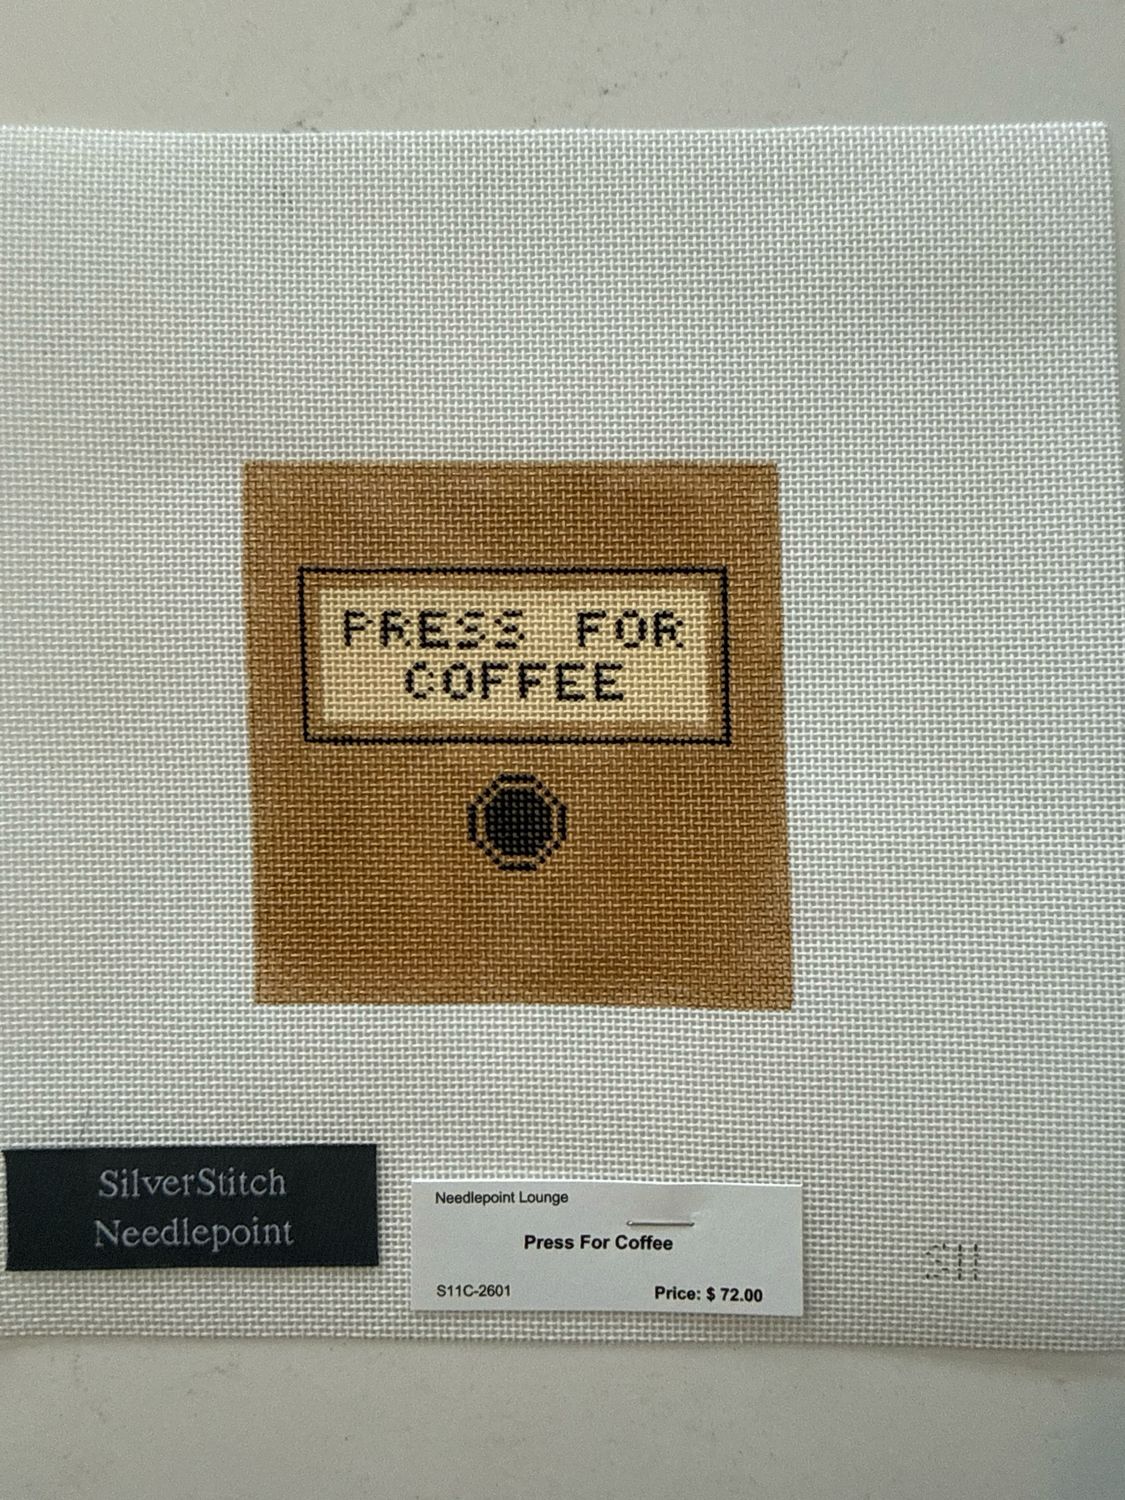 PRESS FOR
COFFEE
SilverStitch
Needlepoint
Needlepoint Lounge
Press For Coffee
S11C-2601
Price: $ 72.00